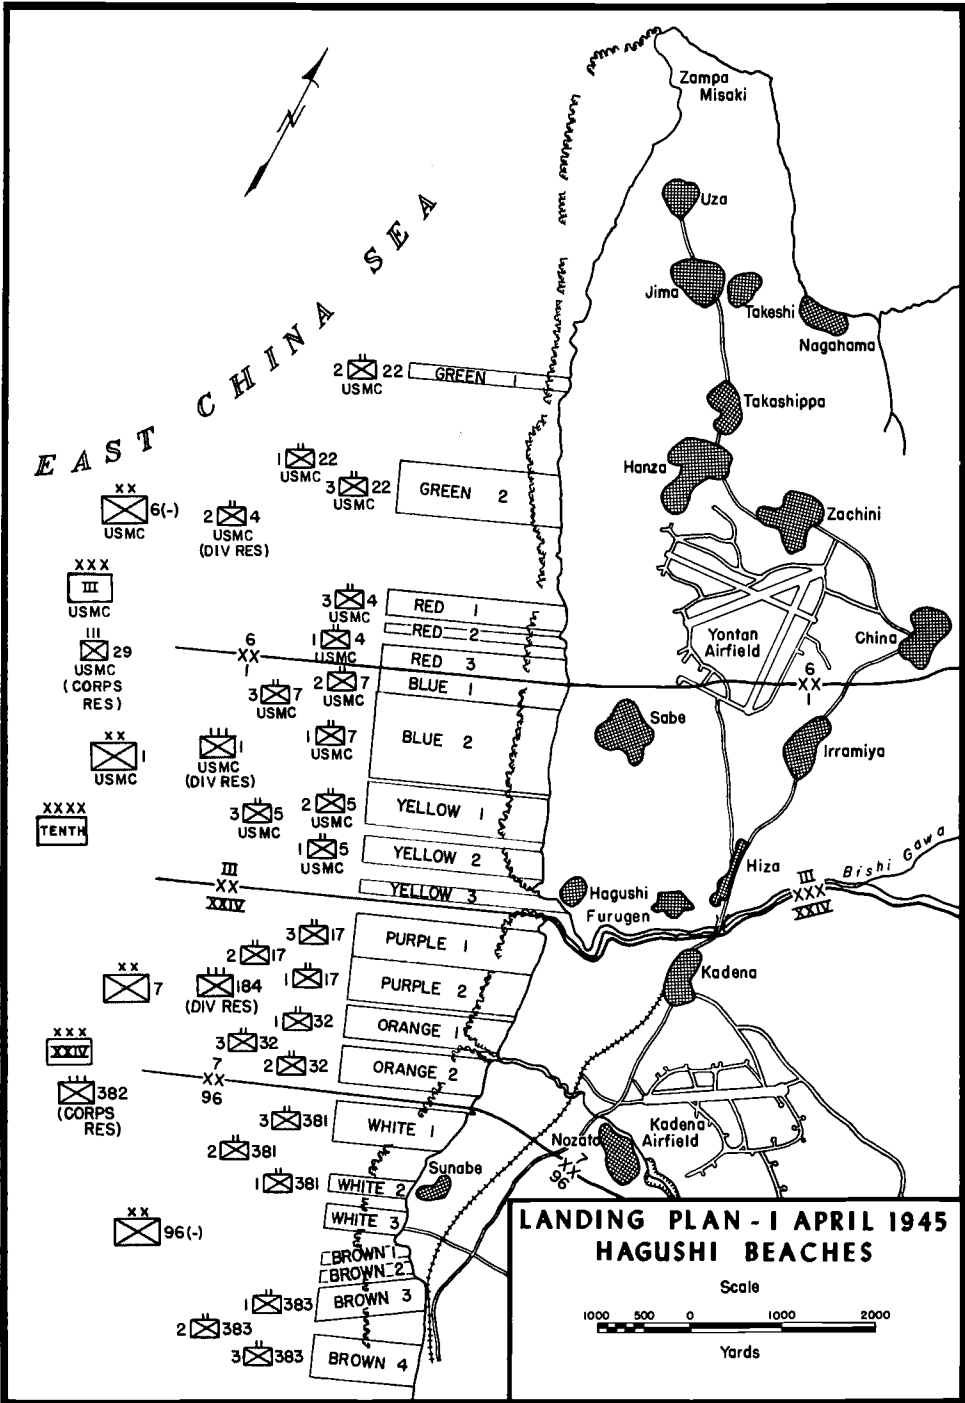 Zampa
Misaki
N
EAST CHINA SEA
Uza
Jima
Takeshi
Nagahama
Takashippa
Hanza
Zachini
Yontan
Airfield
China
Sabe
Irramiya
Hiza
Bishi Gawa
Hagushi
Furugen
Kadena
Kadena
Airfield
Nozato
Sunabe
2 22
USMC
GREEN 1
1 22
USMC
3 22
USMC
GREEN 2
XX
6(-)
USMC
2 4
USMC
(DIV RES)
XXX
III
USMC
3 4
USMC
RED 1
1 4
USMC
RED 2
III
29
USMC
(CORPS
RES)
6
XX
1
RED 3
6
XX
1
2 7
USMC
BLUE 1
3 7
USMC
1 7
USMC
BLUE 2
XX
1
USMC
1
USMC
(DIV RES)
XXXX
TENTH
3 5
USMC
2 5
USMC
YELLOW 1
1 5
USMC
YELLOW 2
III
XX
XXIV
YELLOW 3
III
XXX
XXIV
3 17
PURPLE 1
2 17
1 17
PURPLE 2
XX
7
184
(DIV RES)
1 32
ORANGE 1
3 32
2 32
ORANGE 2
XXX
XXIV
7
XX
96
7
XX
96
382
(CORPS
RES)
3 381
WHITE 1
2 381
1 381
WHITE 2
WHITE 3
XX
96(-)
BROWN 1
BROWN 2
1 383
BROWN 3
2 383
3 383
BROWN 4
LANDING PLAN - 1 APRIL 1945
HAGUSHI BEACHES
Scale
1000 500 0 1000 2000
Yards